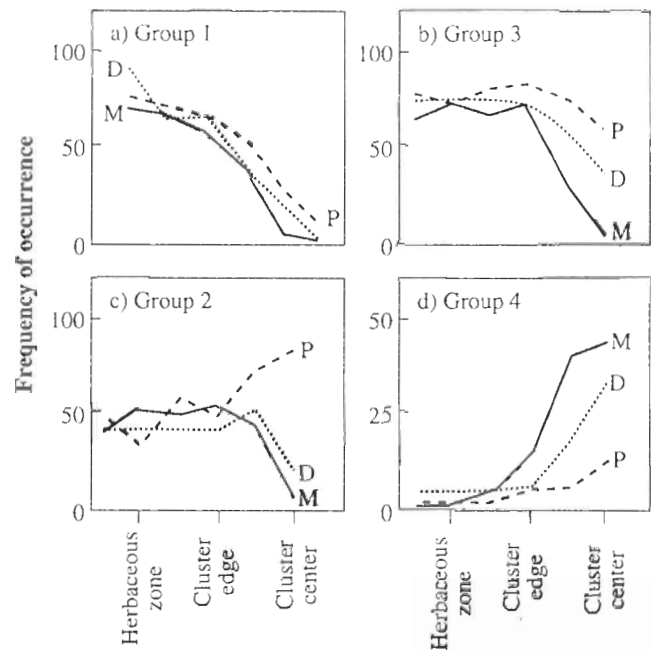 Frequency of occurrence
a) Group 1
100
50
0
D
M
P
b) Group 3
100
50
0
P
D
M
c) Group 2
100
50
0
P
D
M
d) Group 4
50
25
0
M
D
P
Herbaceous
zone
Cluster
edge
Cluster
center
Herbaceous
zone
Cluster
edge
Cluster
center